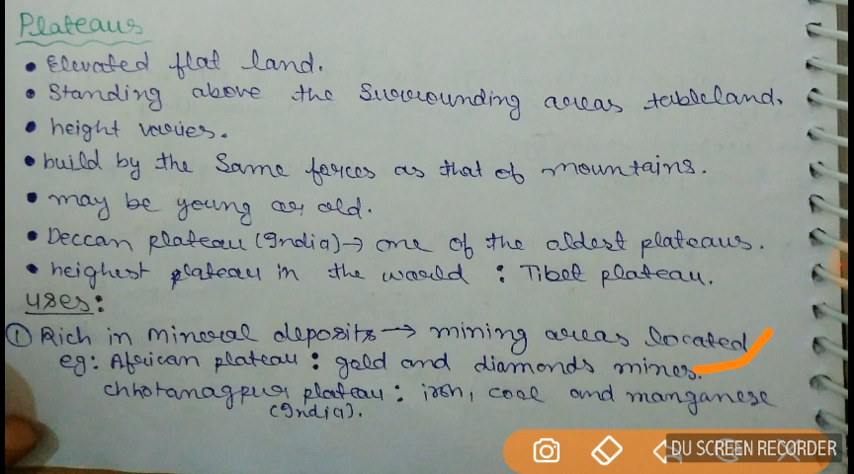 Plateaus
• Elevated flat land.
• Standing above the surrounding areas tableland.
• height varies.
• build by the same forces as that of mountains.
• may be young or old.
• Deccan plateau (India) → one of the oldest plateaus.
• heighest plateau in the world : Tibet plateau.
uses:
① Rich in mineral deposits → mining areas located
eg: African plateau : gold and diamonds mines.
chhotanagpur plateau : iron, coal and manganese
(India).
DU SCREEN RECORDER